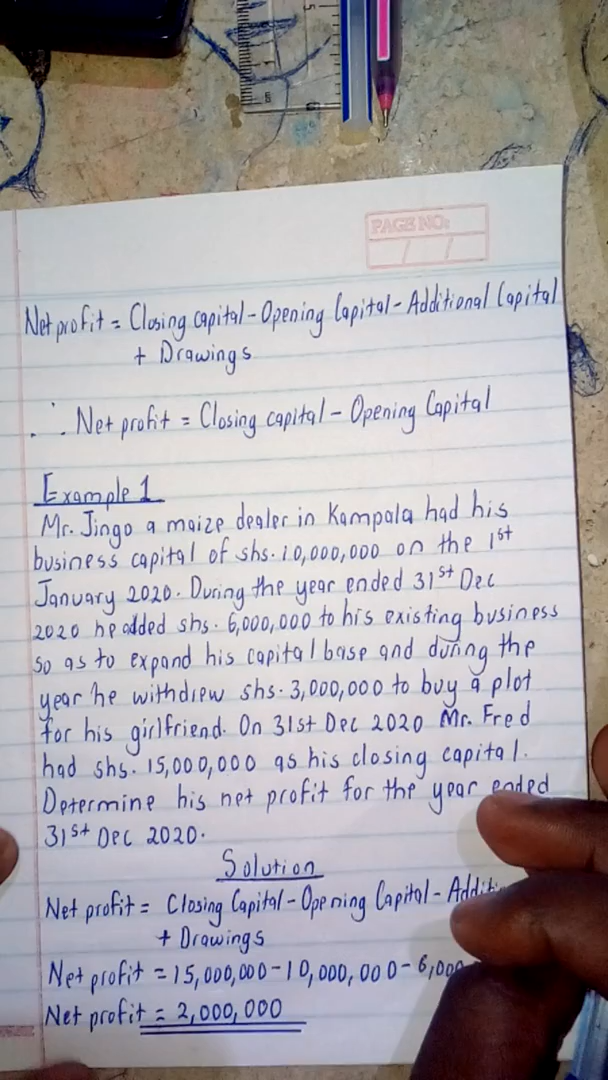 PAGE NO:
Net profit = Closing capital - Opening Capital - Additional Capital
+ Drawings
∴ Net profit = Closing capital - Opening Capital
Example 1
Mr. Jingo a maize dealer in Kampala had his
business capital of shs. 10,000,000 on the 1st
January 2020. During the year ended 31st Dec
2020 he added shs. 6,000,000 to his existing business
so as to expand his capital base and during the
year he withdrew shs. 3,000,000 to buy a plot
for his girlfriend. On 31st Dec 2020 Mr. Fred
had shs. 15,000,000 as his closing capital.
Determine his net profit for the year ended
31st Dec 2020.
Solution
Net profit = Closing Capital - Opening Capital -
+ Drawings
Net profit = 15,000,000 - 10,000,000 -
Net profit = 2,000,000